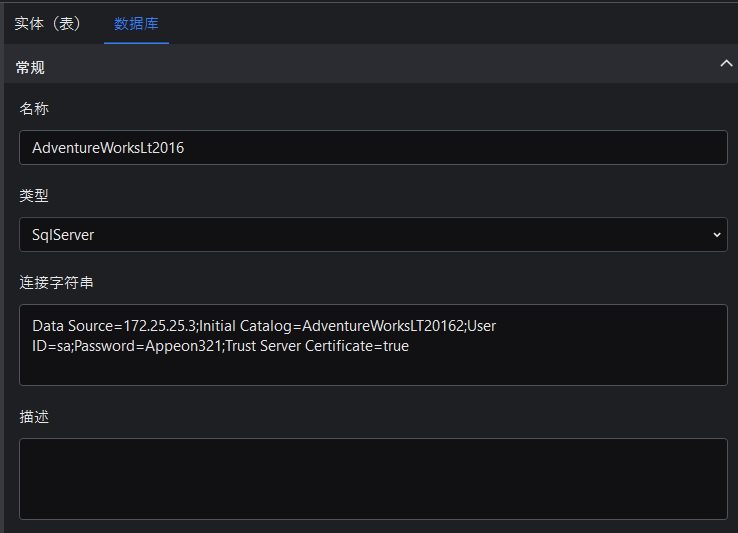 实体（表） 数据库
常规
名称
AdventureWorksLt2016
类型
SqlServer
连接字符串
Data Source=172.25.25.3;Initial Catalog=AdventureWorksLT20162;User
ID=sa;Password=Appeon321;Trust Server Certificate=true
描述